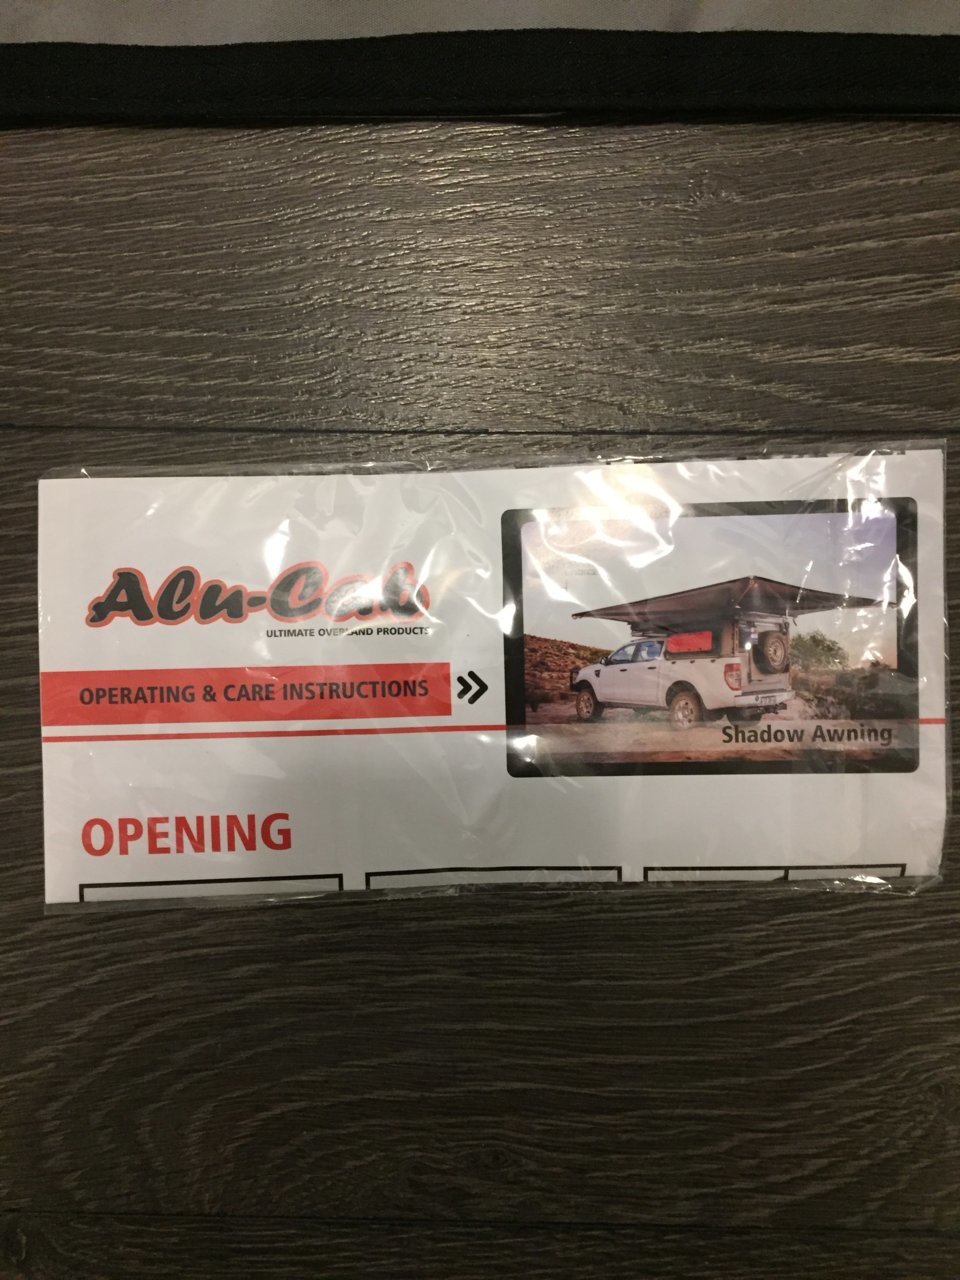 Alu-Cab
ULTIMATE OVERLAND PRODUCTS
OPERATING & CARE INSTRUCTIONS
Shadow Awning
OPENING